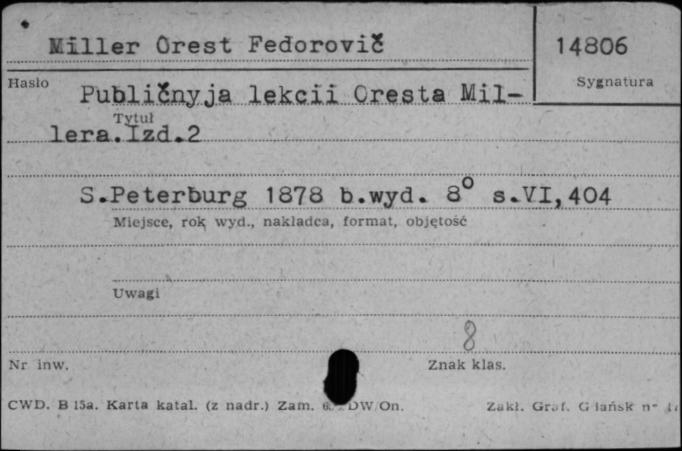 Miller Orest Fedorovič
14806
Hasło
Sygnatura
Publičnyja lekcii Oresta Mil-
Tytuł
lera.Izd.2
S.Peterburg 1878 b.wyd. 8° s.VI,404
Miejsce, rok wyd., nakładca, format, objętość
Uwagi
8
Nr inw.
Znak klas.
CWD. B 15a. Karta katal. (z nadr.) Zam. DW/On.
Zakł. Graf. Gdańsk